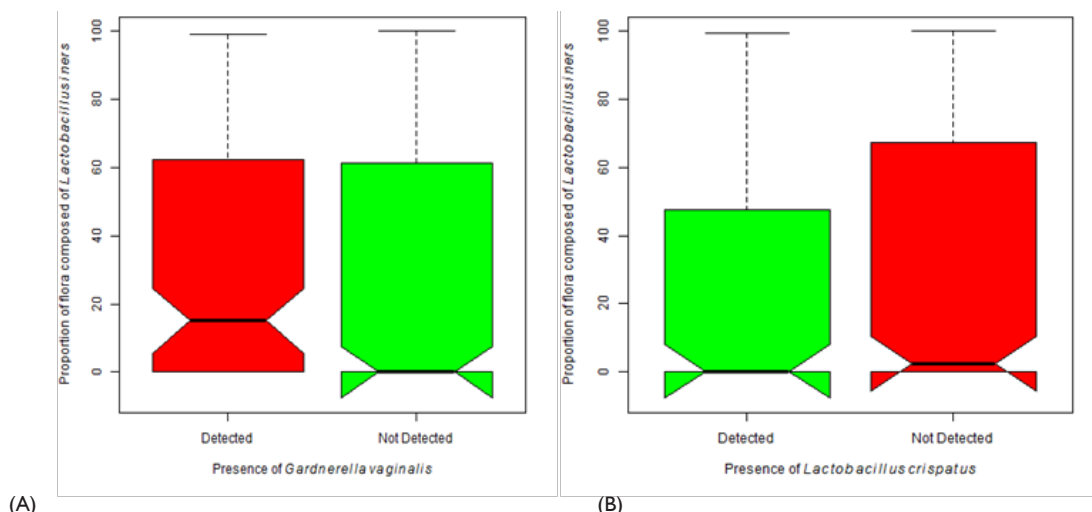 Proportion of flora composed of Lactobacillus iners
100
80
60
40
20
0
Detected
Not Detected
Presence of Gardnerella vaginalis
(A)
Proportion of flora composed of Lactobacillus iners
100
80
60
40
20
0
Detected
Not Detected
Presence of Lactobacillus crispatus
(B)